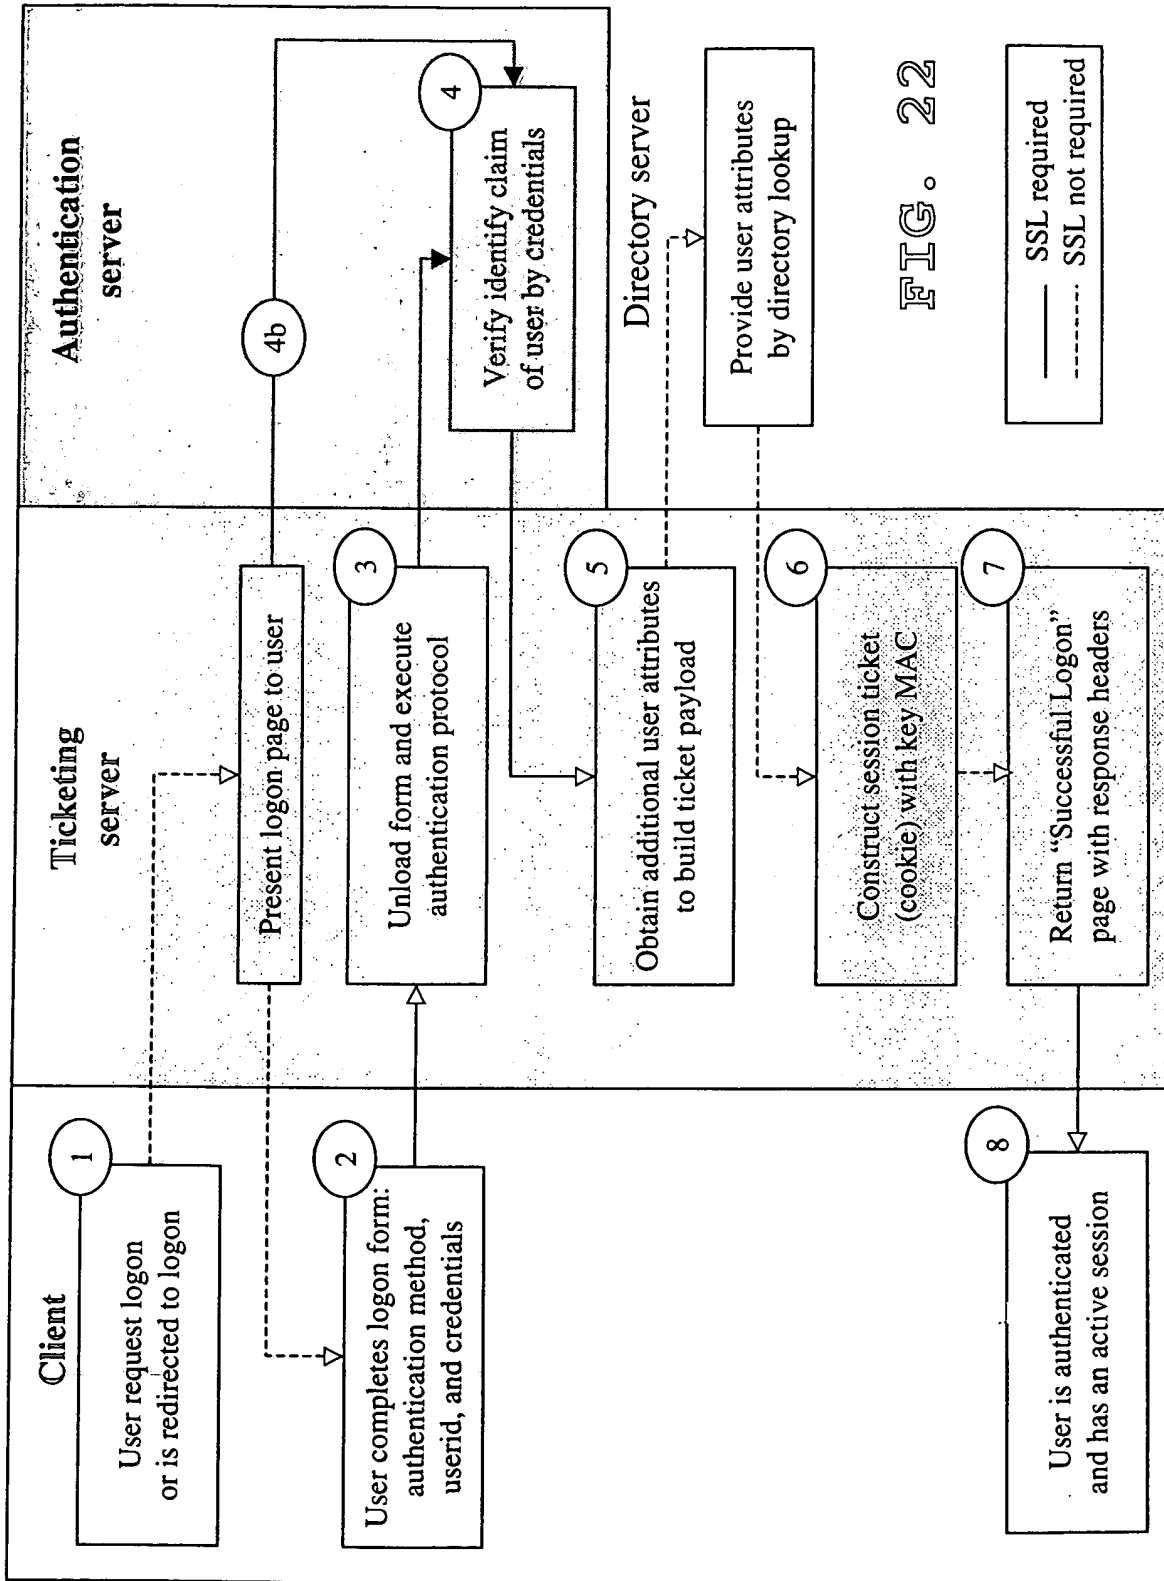 Client
Ticketing
server
Authentication
server
1
User request logon
or is redirected to logon
Present logon page to user
4b
2
User completes logon form:
authentication method,
userid, and credentials
3
Unload form and execute
authentication protocol
4
Verify identify claim
of user by credentials
5
Obtain additional user attributes
to build ticket payload
Directory server
Provide user attributes
by directory lookup
6
Construct session ticket
(cookie) with key MAC
7
Return “Successful Logon”
page with response headers
8
User is authenticated
and has an active session
FIG. 22
SSL required
SSL not required